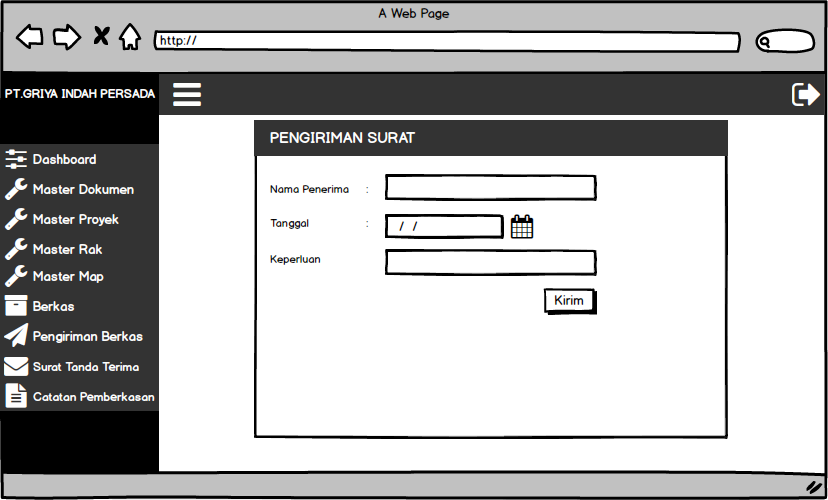 A Web Page
http://
PT.GRIYA INDAH PERSADA
PENGIRIMAN SURAT
Dashboard
Master Dokumen
Master Proyek
Master Rak
Master Map
Berkas
Pengiriman Berkas
Surat Tanda Terima
Catatan Pemberkasan
Nama Penerima :
Tanggal : / /
Keperluan
Kirim